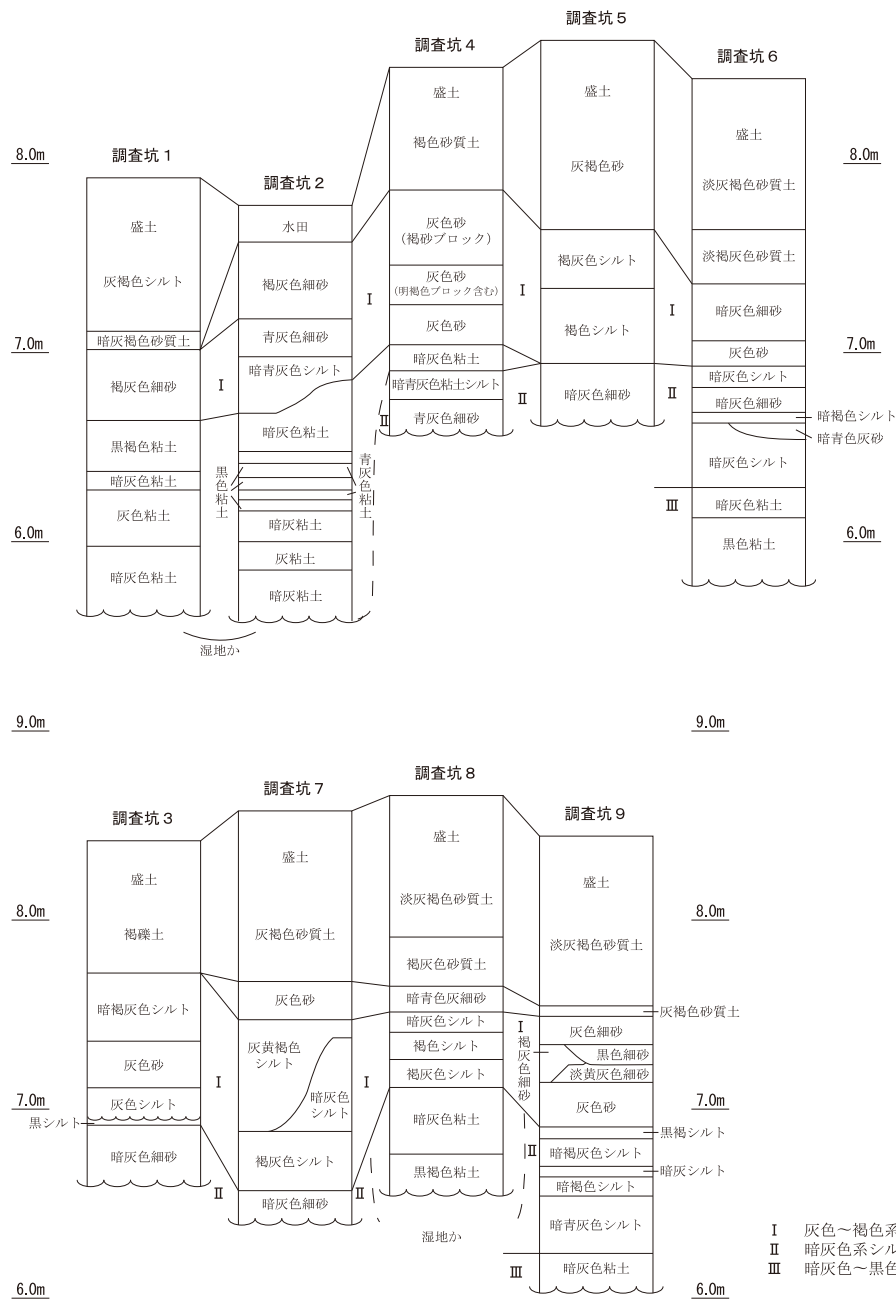 調査坑1
調査坑2
調査坑4
調査坑5
調査坑6
8.0m
7.0m
6.0m
8.0m
7.0m
6.0m
盛土
灰褐色シルト
暗灰褐色砂質土
褐灰色細砂
黒褐色粘土
暗灰色粘土
灰色粘土
暗灰色粘土
Ⅰ
水田
褐灰色細砂
青灰色細砂
暗青灰色シルト
暗灰色粘土
黒色粘土
青灰色粘土
暗灰粘土
灰粘土
暗灰粘土
湿地か
Ⅰ
Ⅱ
盛土
褐色砂質土
灰色砂
(褐砂ブロック)
灰色砂
(明褐色ブロック含む)
灰色砂
暗灰色粘土
暗青灰色粘土シルト
青灰色細砂
Ⅰ
Ⅱ
盛土
灰褐色砂
褐灰色シルト
褐色シルト
暗灰色細砂
Ⅰ
Ⅱ
Ⅲ
盛土
淡灰褐色砂質土
淡褐灰色砂質土
暗灰色細砂
灰色砂
暗灰色シルト
暗灰色細砂
暗褐色シルト
暗青色灰砂
暗灰色シルト
暗灰色粘土
黒色粘土
9.0m
8.0m
7.0m
6.0m
9.0m
8.0m
7.0m
6.0m
調査坑3
調査坑7
調査坑8
調査坑9
盛土
褐礫土
暗褐灰色シルト
灰色砂
灰色シルト
黒シルト
暗灰色細砂
Ⅰ
Ⅱ
盛土
灰褐色砂質土
灰色砂
灰黄褐色
シルト
暗灰色
シルト
褐灰色シルト
暗灰色細砂
Ⅰ
Ⅱ
盛土
淡灰褐色砂質土
褐灰色砂質土
暗青色灰細砂
暗灰色シルト
褐色シルト
褐灰色シルト
暗灰色粘土
黒褐色粘土
湿地か
Ⅰ
褐灰色細砂
Ⅱ
Ⅲ
盛土
淡灰褐色砂質土
灰褐色砂質土
灰色細砂
黒色細砂
淡黄灰色細砂
灰色砂
黒褐シルト
暗褐灰色シルト
暗灰シルト
暗褐色シルト
暗青灰色シルト
暗灰色粘土
Ⅰ 灰色～褐色系
Ⅱ 暗灰色系シル
Ⅲ 暗灰色～黒色